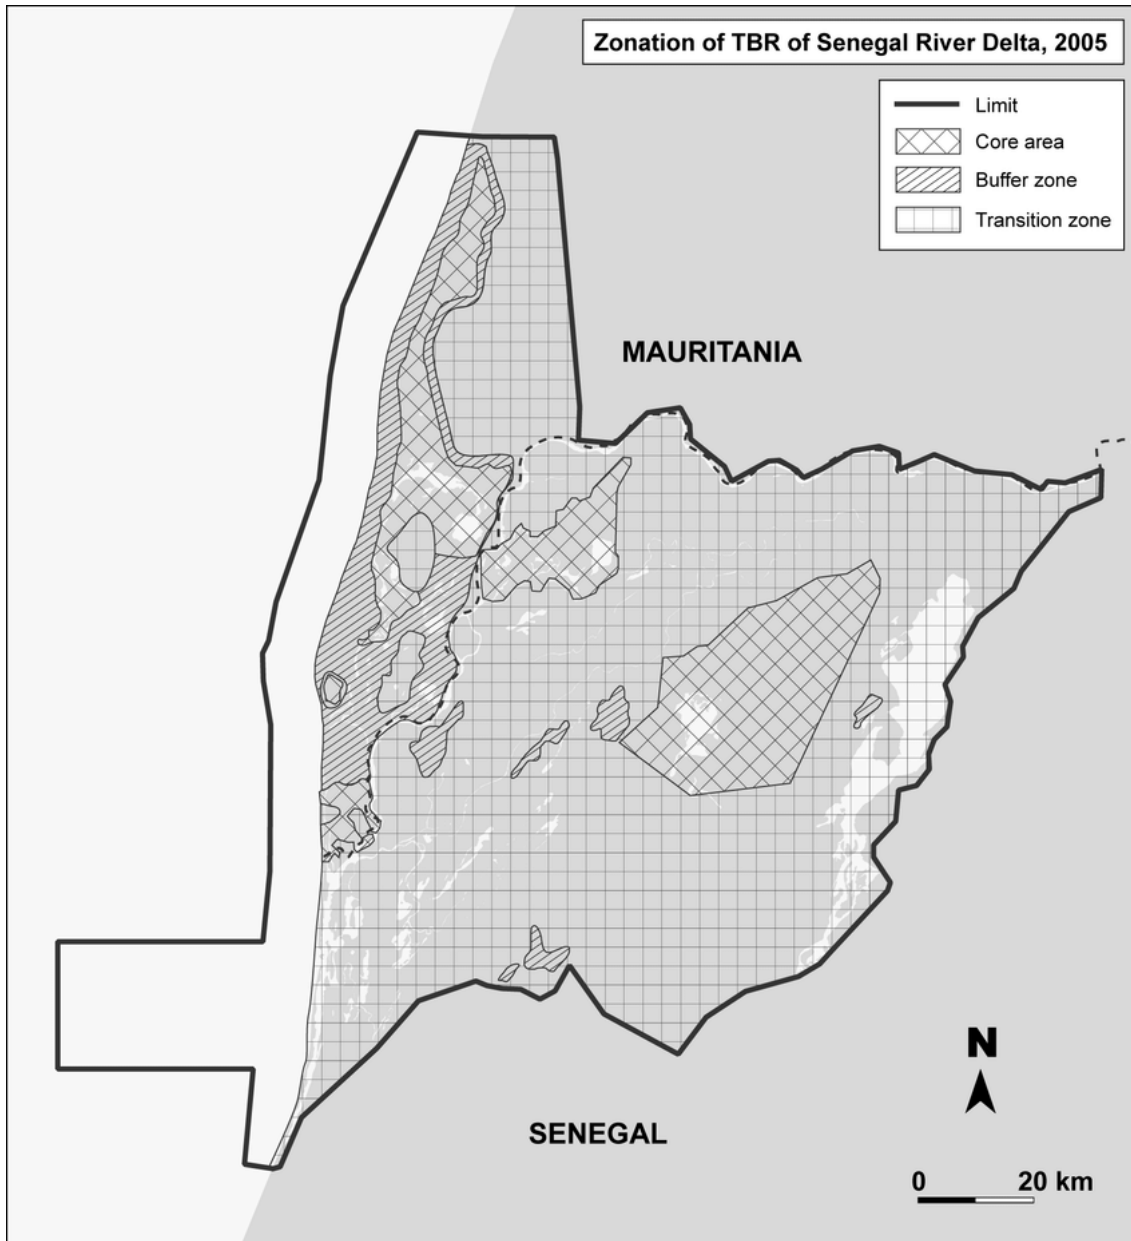 Zonation of TBR of Senegal River Delta, 2005
Limit
Core area
Buffer zone
Transition zone
MAURITANIA
SENEGAL
N
0 20 km